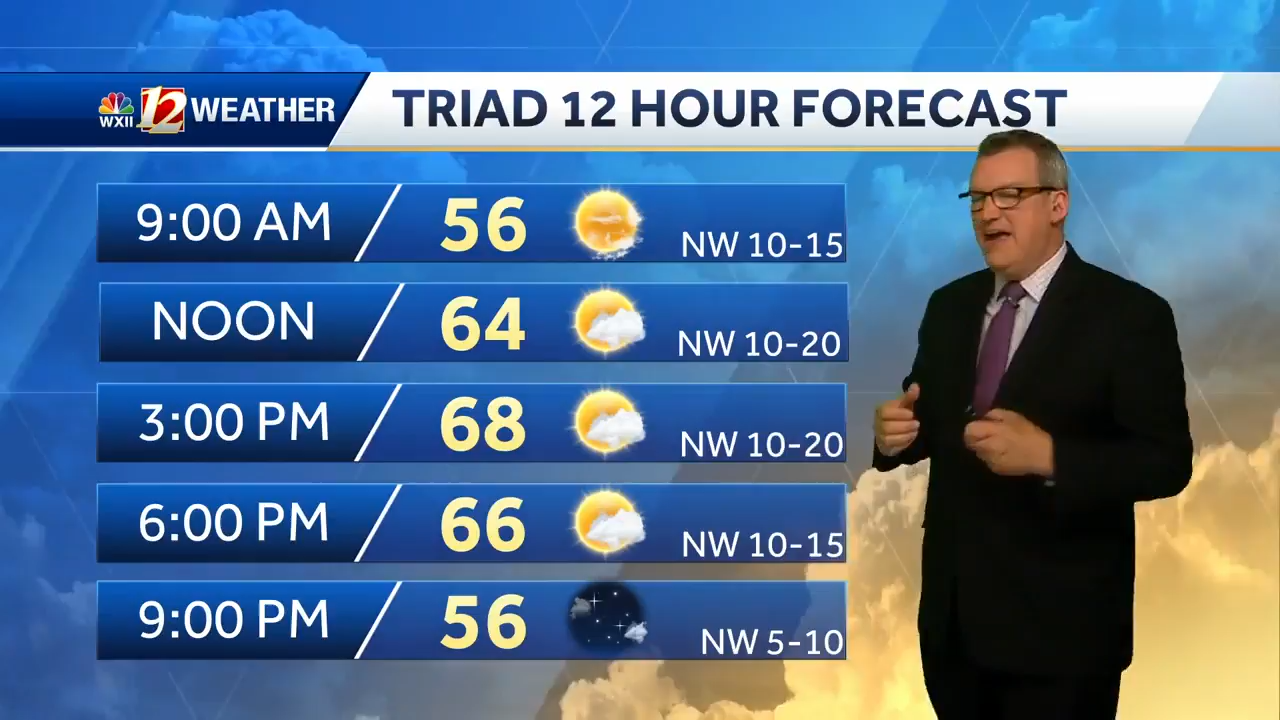 WXII 12 WEATHER
TRIAD 12 HOUR FORECAST
9:00 AM 56 NW 10-15
NOON 64 NW 10-20
3:00 PM 68 NW 10-20
6:00 PM 66 NW 10-15
9:00 PM 56 NW 5-10